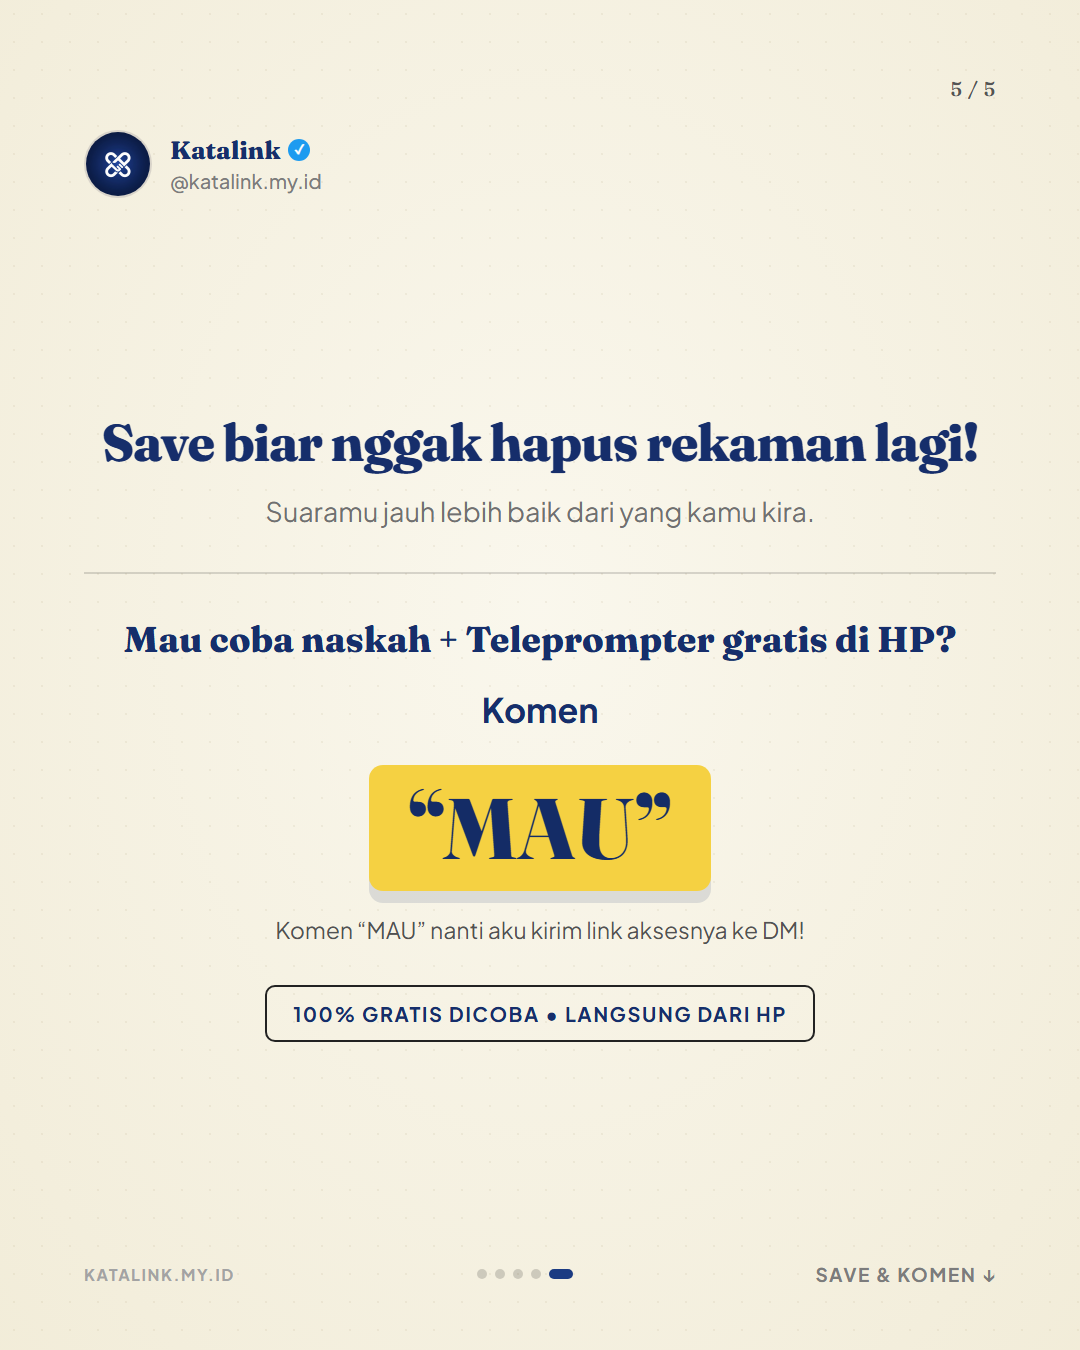 5 / 5
Katalink
@katalink.my.id
Save biar nggak hapus rekaman lagi!
Suaramu jauh lebih baik dari yang kamu kira.
Mau coba naskah + Teleprompter gratis di HP?
Komen
“MAU”
Komen “MAU” nanti aku kirim link aksesnya ke DM!
100% GRATIS DICOBA • LANGSUNG DARI HP
KATALINK.MY.ID
SAVE & KOMEN ↓